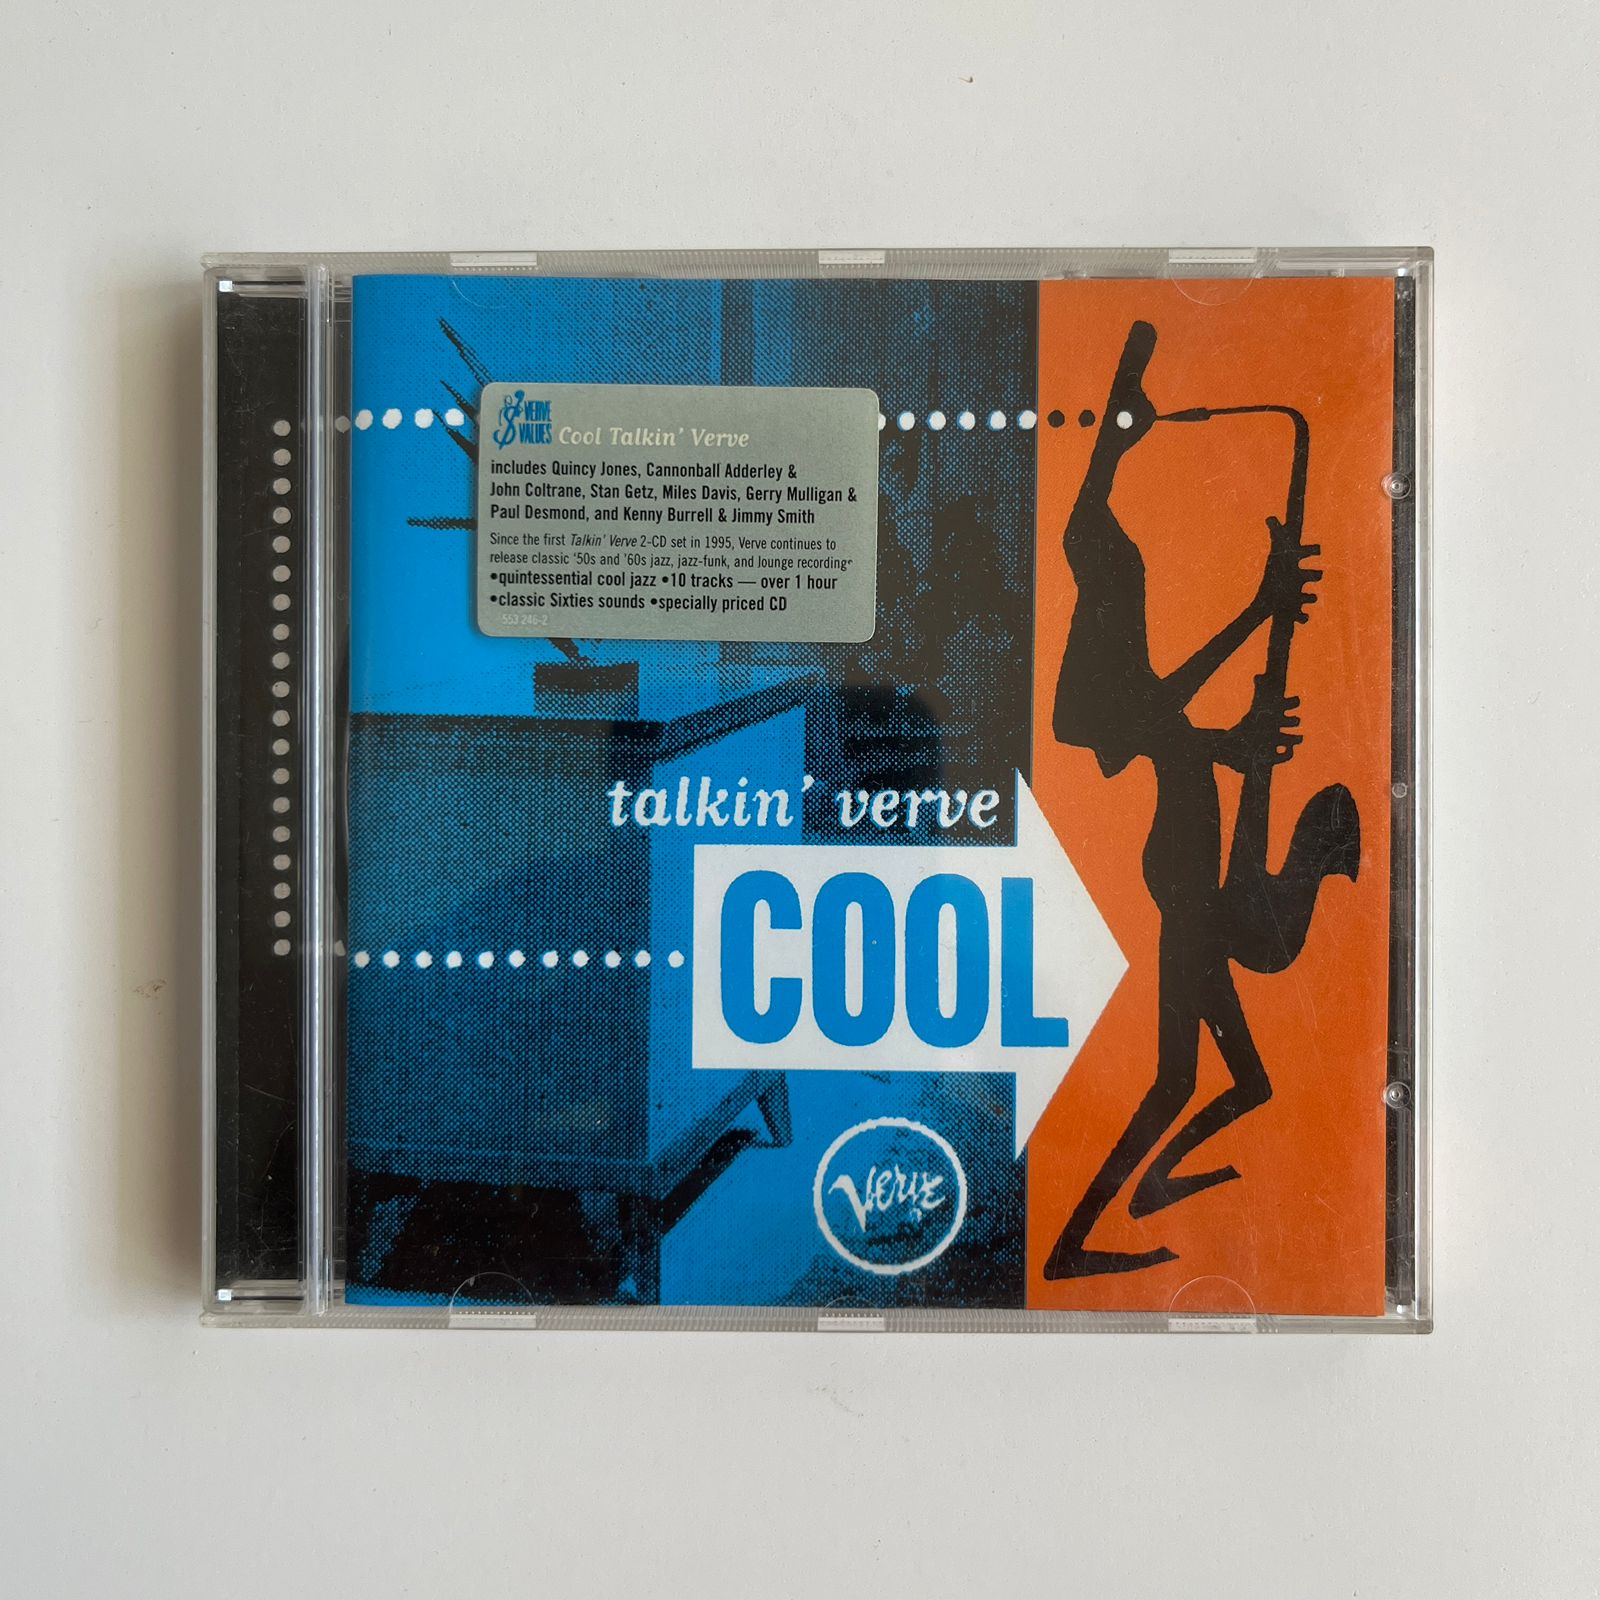 VERVE
VALUES
Cool Talkin' Verve
includes Quincy Jones, Cannonball Adderley &
John Coltrane, Stan Getz, Miles Davis, Gerry Mulligan &
Paul Desmond, and Kenny Burrell & Jimmy Smith
Since the first Talkin' Verve 2-CD set in 1995, Verve continues to
release classic '50s and '60s jazz, jazz-funk, and lounge recordings
•quintessential cool jazz •10 tracks — over 1 hour
•classic Sixties sounds •specially priced CD
553 246-2
talkin' verve
COOL
Verve